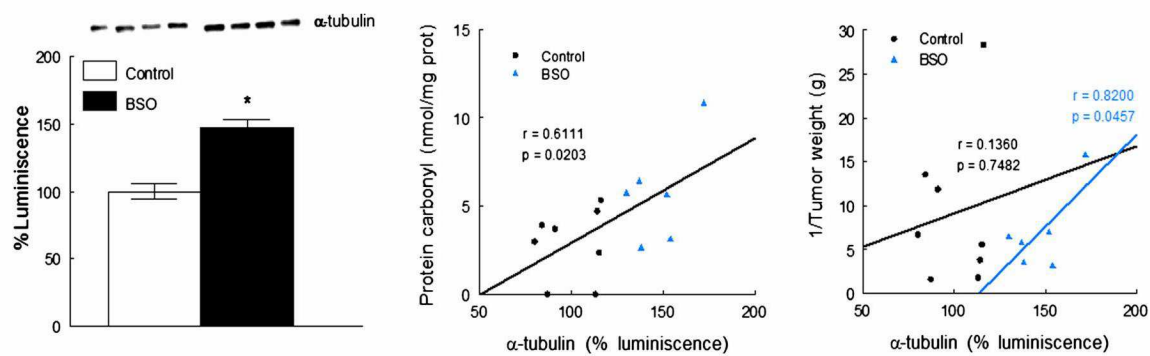 α-tubulin
200
150
100
50
0
%Luminiscence
Control
BSO
*
15
10
5
0
Protein carbonyl (nmol/mg prot)
Control
BSO
r = 0.6111
p = 0.0203
50 100 150 200
α-tubulin (% luminiscence)
30
25
20
15
10
5
0
1/Tumor weight (g)
Control
BSO
r = 0.8200
p = 0.0457
r = 0.1360
p = 0.7482
50 100 150 200
α-tubulin (% luminiscence)